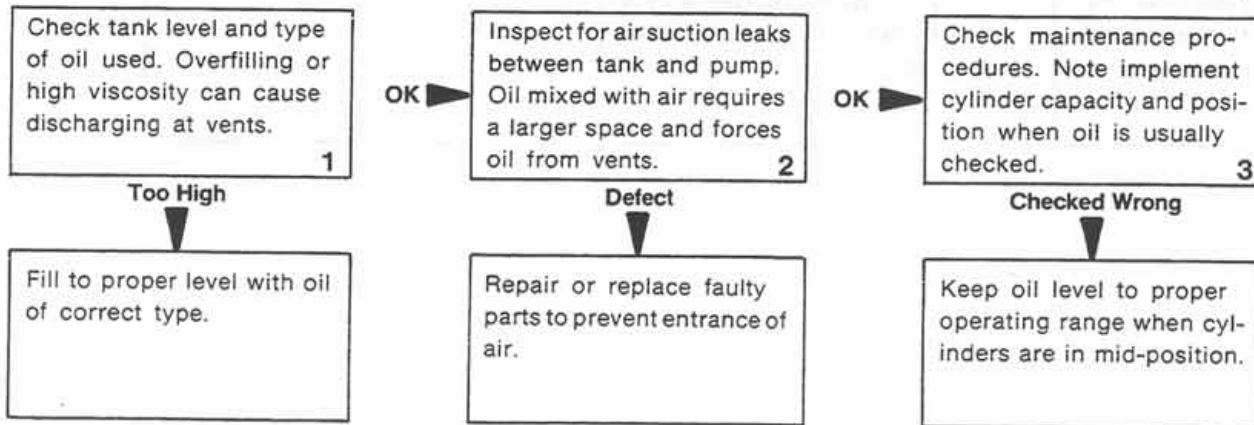 Check tank level and type
of oil used. Overfilling or
high viscosity can cause
discharging at vents.
1
OK
Inspect for air suction leaks
between tank and pump.
Oil mixed with air requires
a larger space and forces
oil from vents.
2
OK
Check maintenance pro-
cedures. Note implement
cylinder capacity and posi-
tion when oil is usually
checked.
3
Too High
Defect
Checked Wrong
Fill to proper level with oil
of correct type.
Repair or replace faulty
parts to prevent entrance of
air.
Keep oil level to proper
operating range when cyl-
inders are in mid-position.